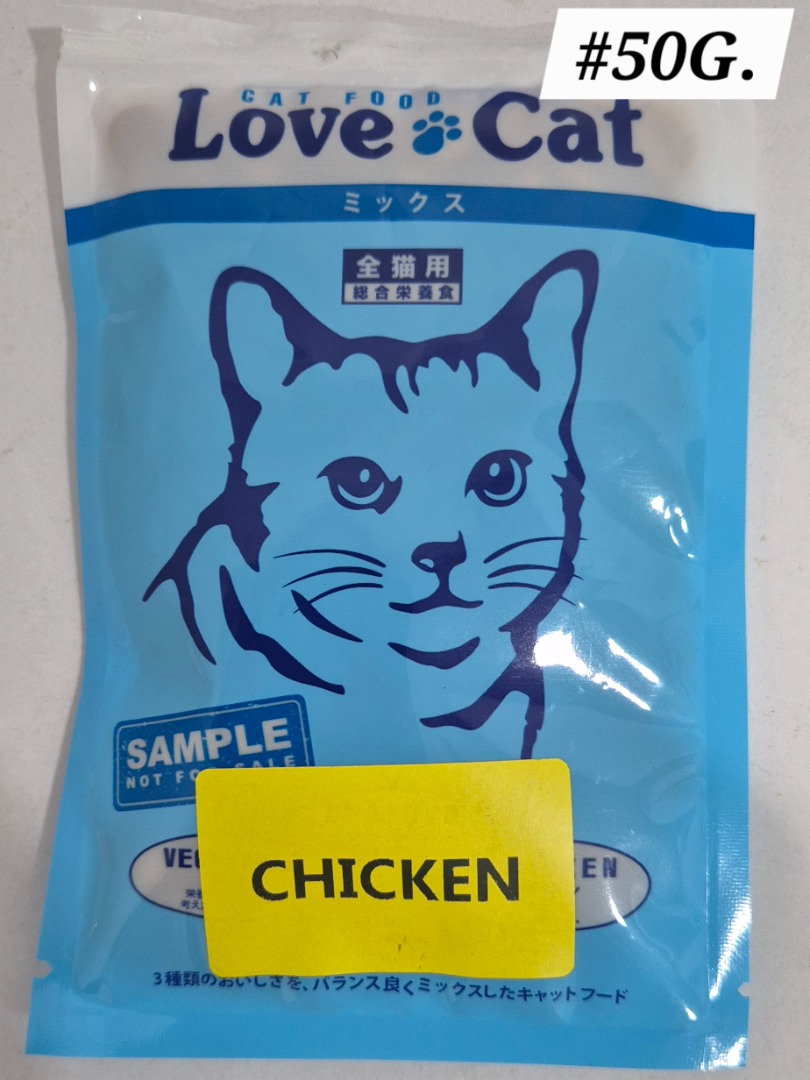 #50G.
CAT FOOD
Love Cat
ミックス
全猫用
総合栄養食
SAMPLE
CHICKEN
3種類のおいしさを、バランス良くミックスしたキャットフード